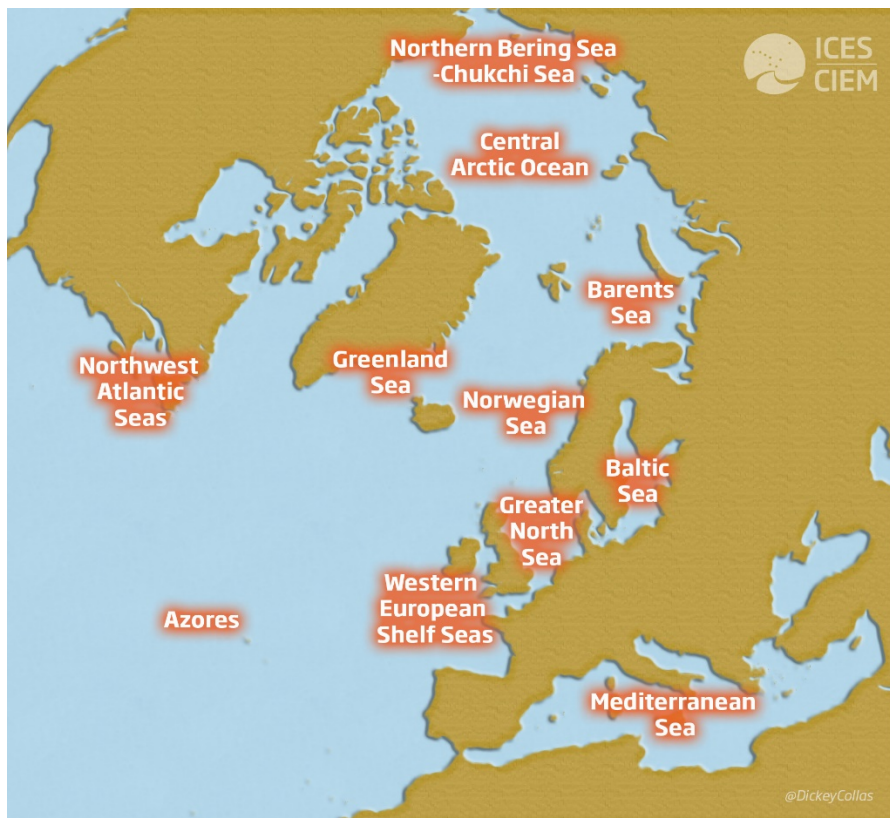 Northern Bering Sea
-Chukchi Sea
ICES
CIEM
Central
Arctic Ocean
Barents
Sea
Northwest
Atlantic
Seas
Greenland
Sea
Norwegian
Sea
Baltic
Sea
Greater
North
Sea
Western
European
Shelf Seas
Azores
Mediterranean
Sea
@DickeyCollas